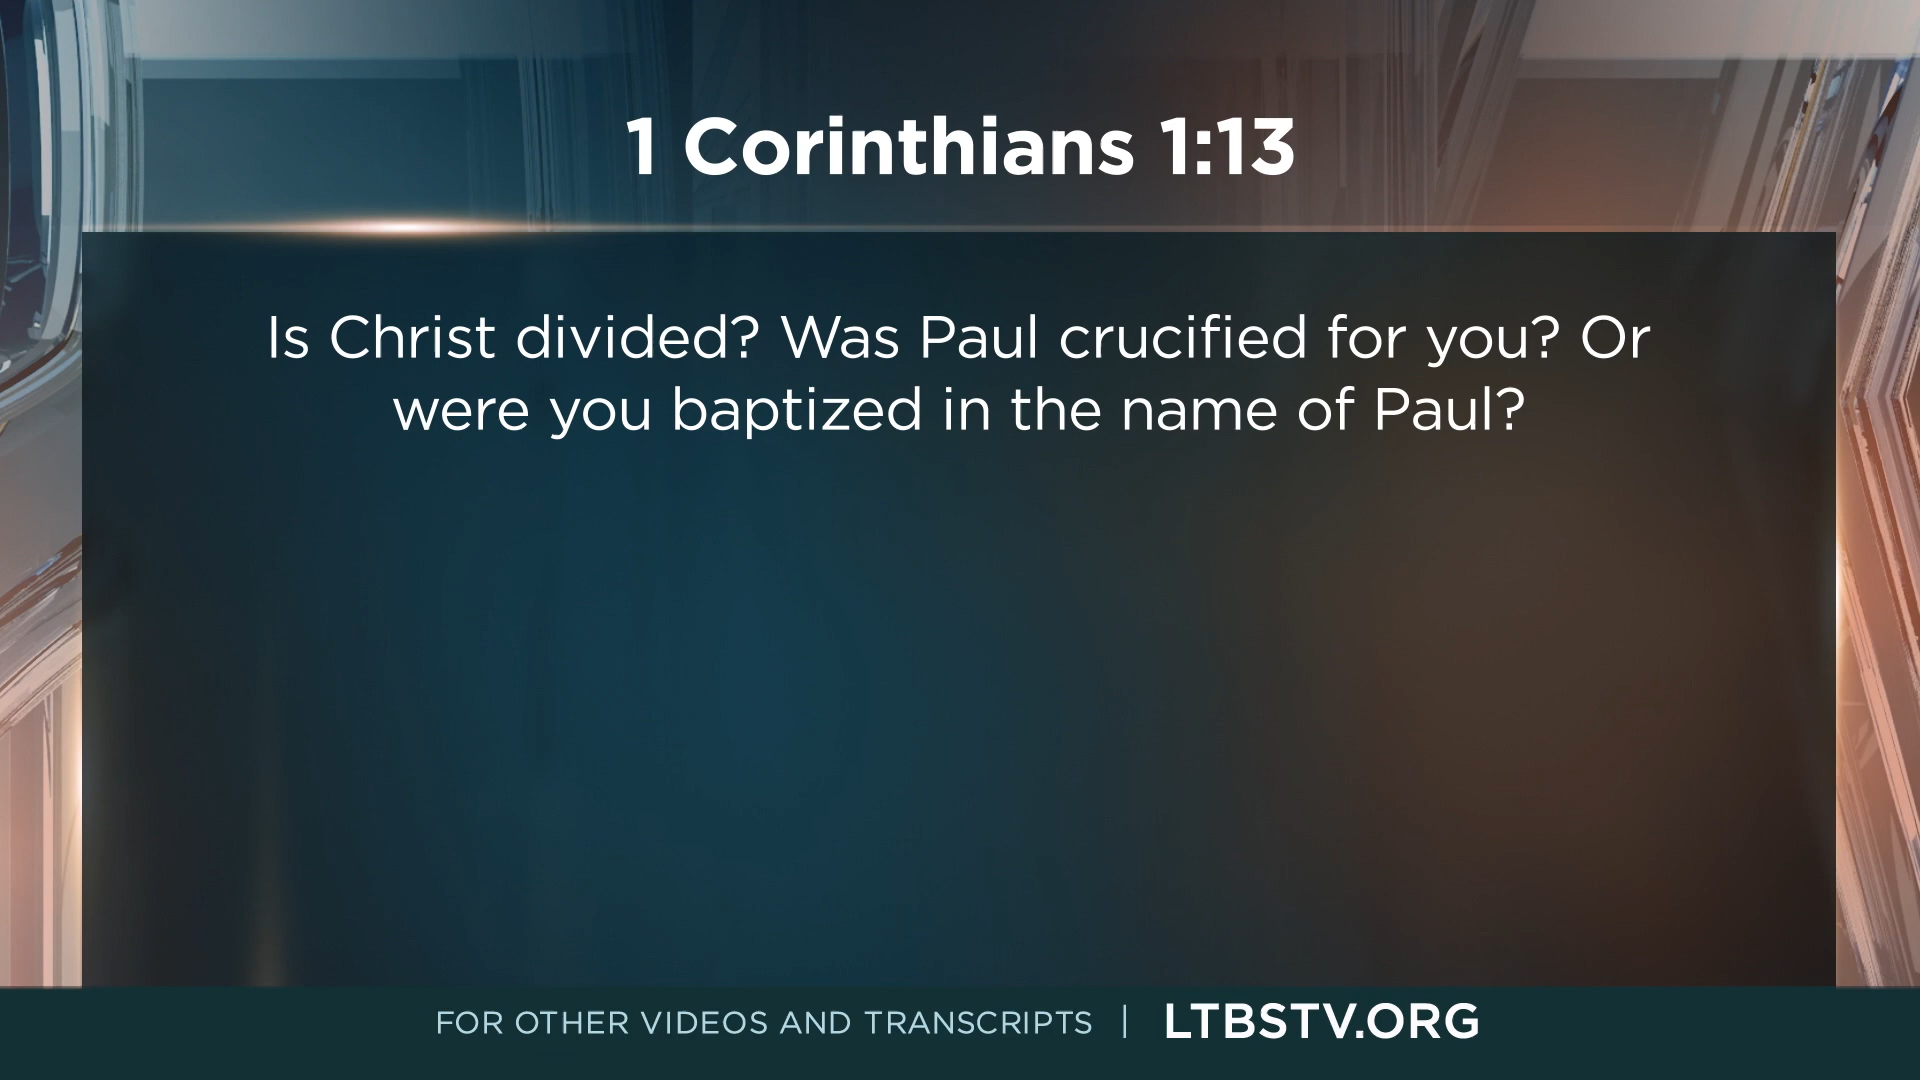 1 Corinthians 1:13
Is Christ divided? Was Paul crucified for you? Or
were you baptized in the name of Paul?
FOR OTHER VIDEOS AND TRANSCRIPTS | LTBSTV.ORG